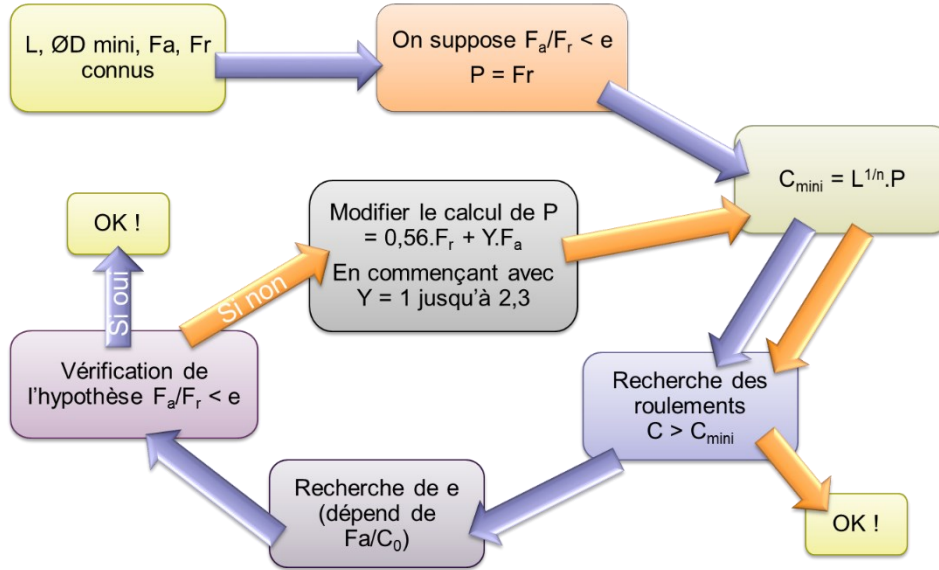 L, ØD mini, Fa, Fr
connus
On suppose Fa/Fr < e
P = Fr
Cmini = L1/n.P
OK !
Si oui
Si non
Modifier le calcul de P
= 0,56.Fr + Y.Fa
En commençant avec
Y = 1 jusqu'à 2,3
Vérification de
l'hypothèse Fa/Fr < e
Recherche des
roulements
C > Cmini
Recherche de e
(dépend de
Fa/C0)
OK !